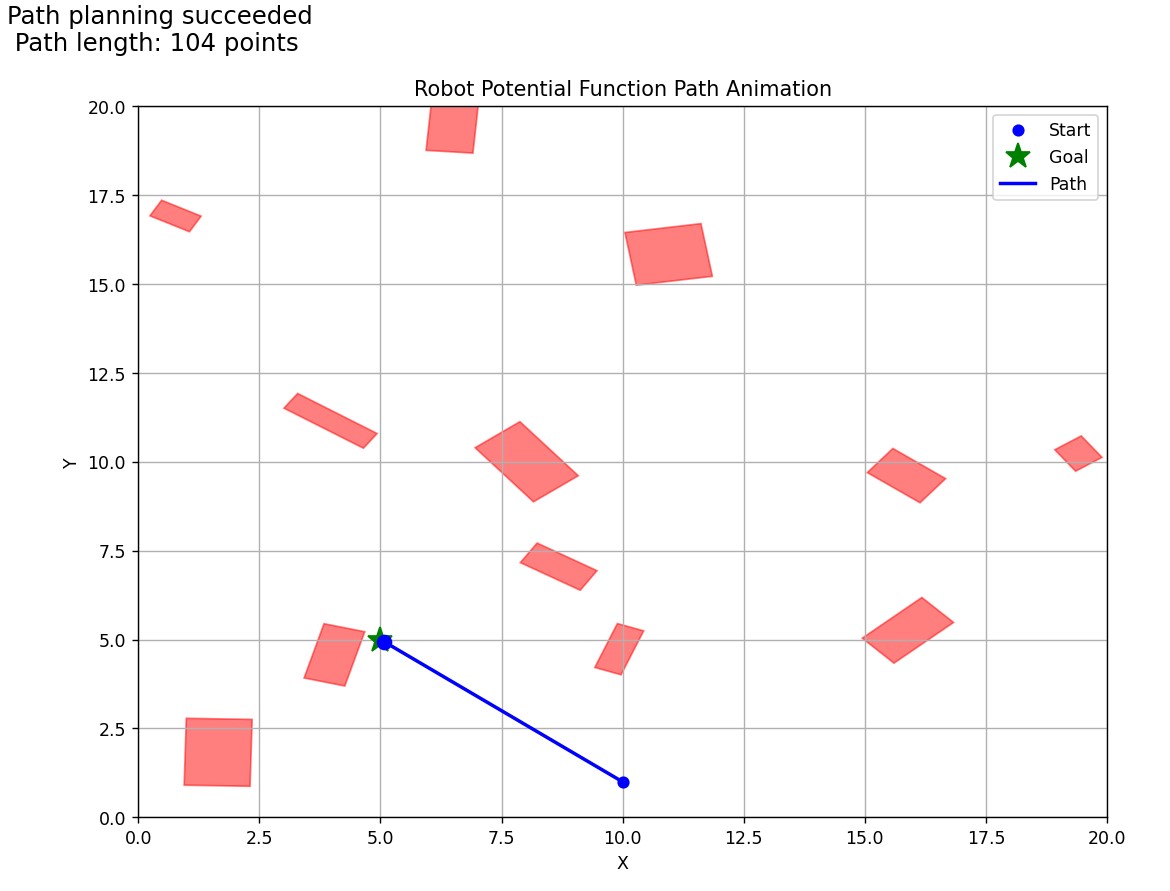 Path planning succeeded
Path length: 104 points
Robot Potential Function Path Animation
20.0
17.5
15.0
12.5
10.0
7.5
5.0
2.5
0.0
Y
Start
Goal
Path
0.0 2.5 5.0 7.5 10.0 12.5 15.0 17.5 20.0
X